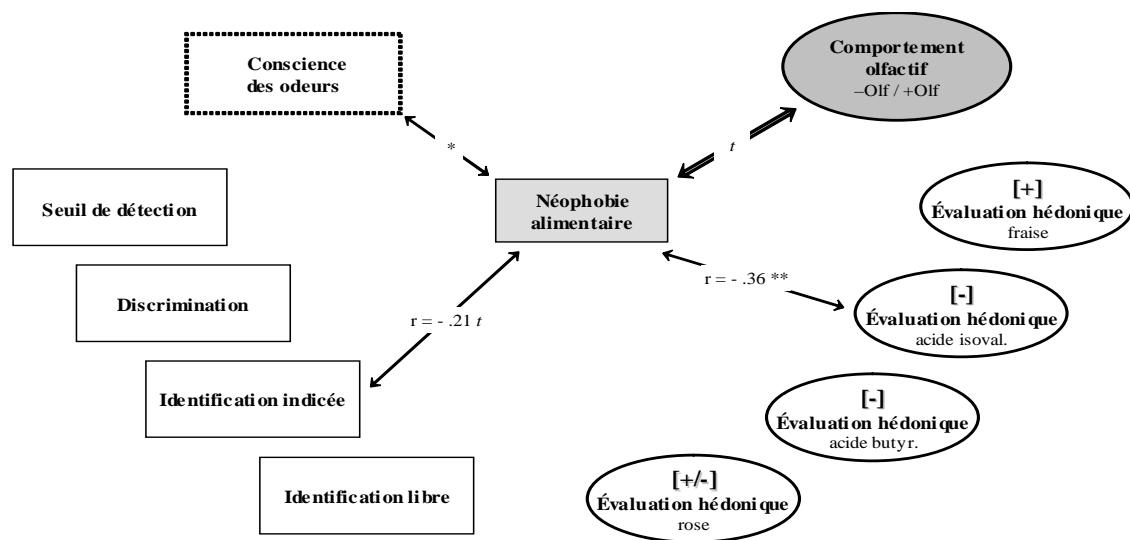 Conscience
des odeurs
Comportement
olfactif
–Olf / +Olf
*
t
Néophobie
alimentaire
Seuil de détection
[+]
Évaluation hédonique
fraise
Discrimination
r = - .36 **
[-]
Évaluation hédonique
acide isoval.
r = - .21 t
Identification indicée
[-]
Évaluation hédonique
acide butyr.
Identification libre
[+/-]
Évaluation hédonique
rose